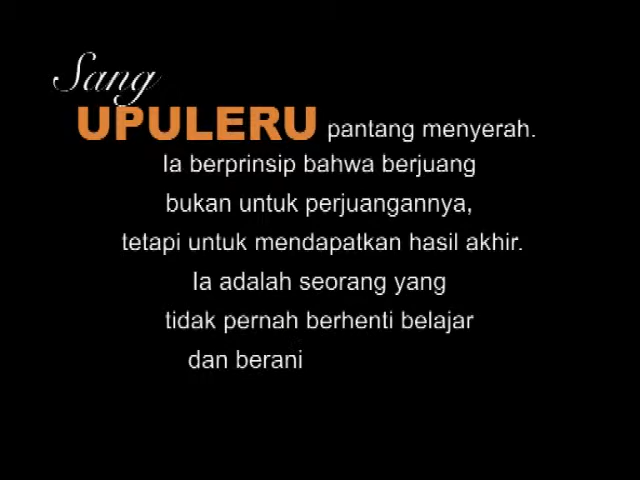 Sang
UPULERU pantang menyerah.
Ia berprinsip bahwa berjuang
bukan untuk perjuangannya,
tetapi untuk mendapatkan hasil akhir.
Ia adalah seorang yang
tidak pernah berhenti belajar
dan berani